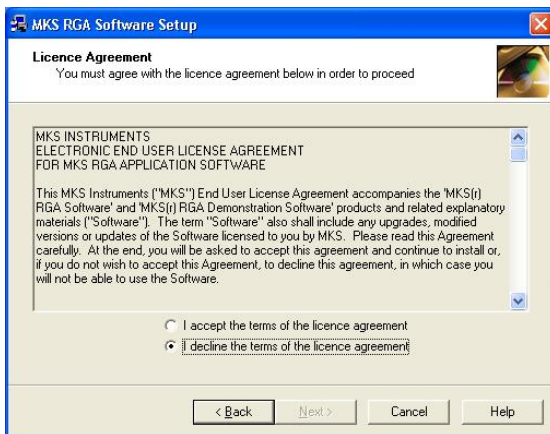 MKS RGA Software Setup
Licence Agreement
You must agree with the licence agreement below in order to proceed
MKS INSTRUMENTS
ELECTRONIC END USER LICENSE AGREEMENT
FOR MKS RGA APPLICATION SOFTWARE
This MKS Instruments ("MKS") End User License Agreement accompanies the 'MKS(r)
RGA Software' and 'MKS(r) RGA Demonstration Software' products and related explanatory
materials ("Software"). The term "Software" also shall include any upgrades, modified
versions or updates of the Software licensed to you by MKS. Please read this Agreement
carefully. At the end, you will be asked to accept this agreement and continue to install or,
if you do not wish to accept this Agreement, to decline this agreement, in which case you
will not be able to use the Software.
I accept the terms of the licence agreement
I decline the terms of the licence agreement
< Back Next > Cancel Help